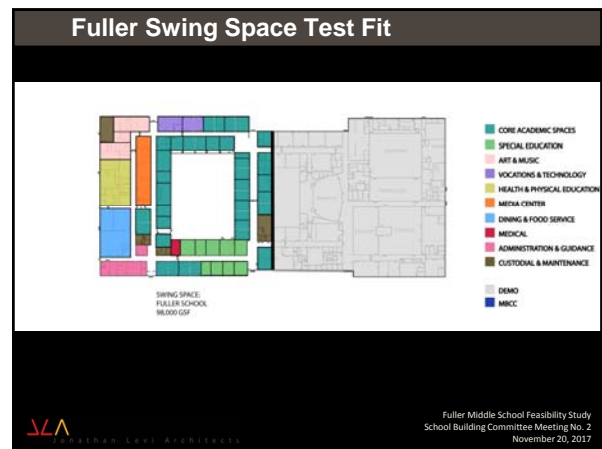 Fuller Swing Space Test Fit
CORE ACADEMIC SPACES
SPECIAL EDUCATION
ART & MUSIC
VOCATIONS & TECHNOLOGY
HEALTH & PHYSICAL EDUCATION
MEDIA CENTER
DINING & FOOD SERVICE
MEDICAL
ADMINISTRATION & GUIDANCE
CUSTODIAL & MAINTENANCE
DEMO
MBCC
SWING SPACE:
FULLER SCHOOL
98,000 GSF
Jonathan Levi Architects
Fuller Middle School Feasibility Study
School Building Committee Meeting No. 2
November 20, 2017